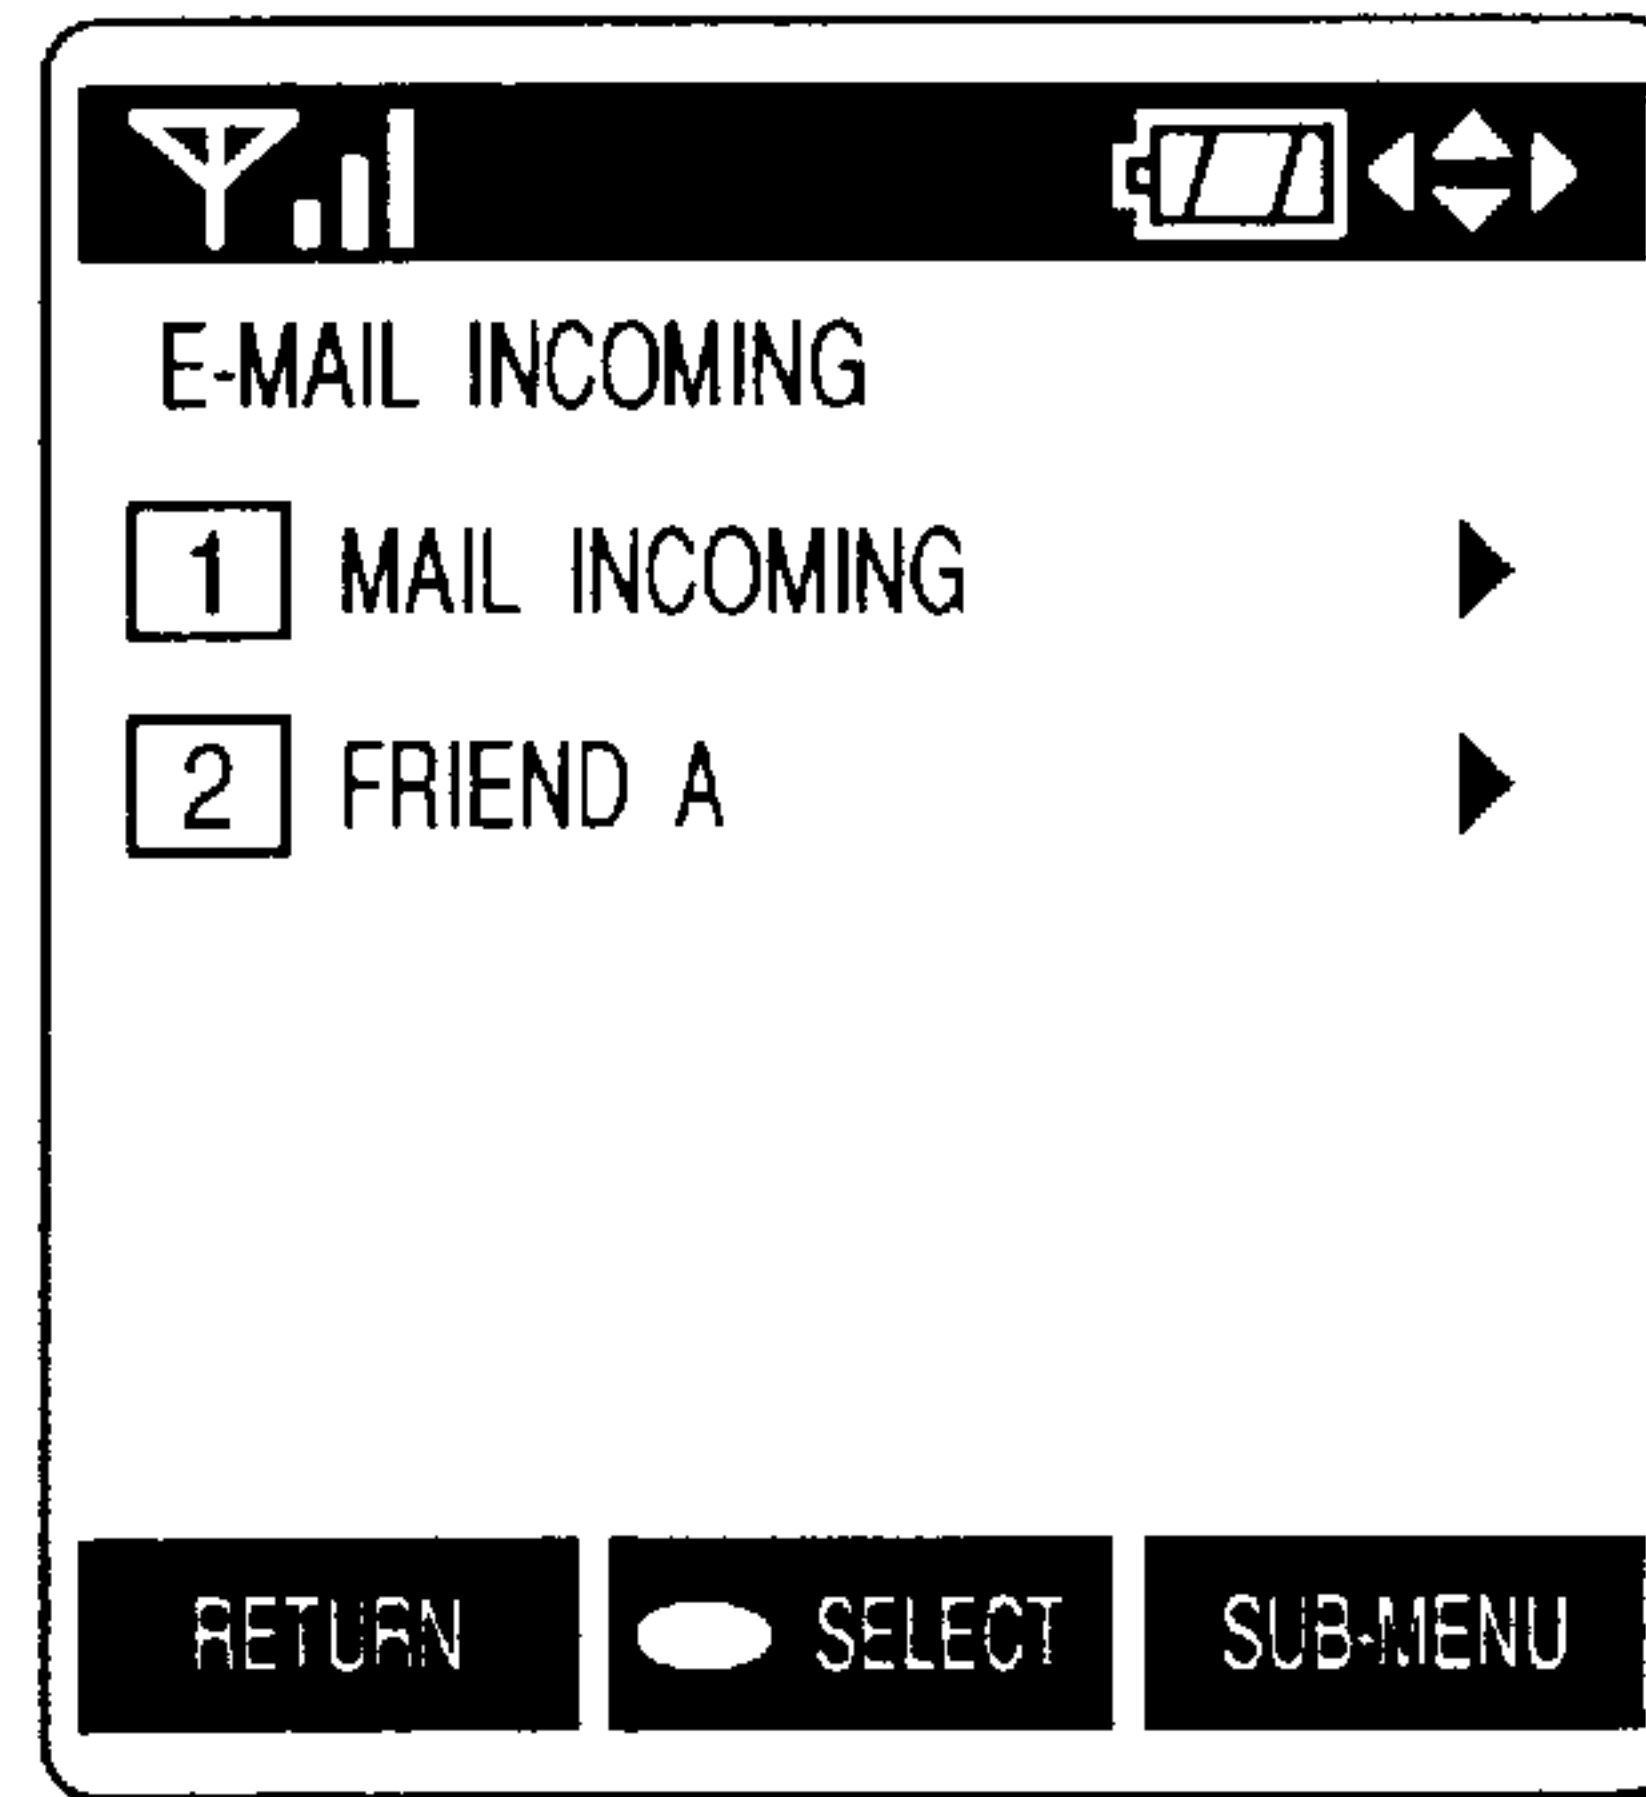 E-MAIL INCOMING
1 MAIL INCOMING
2 FRIEND A
RETURN SELECT SUB-MENU